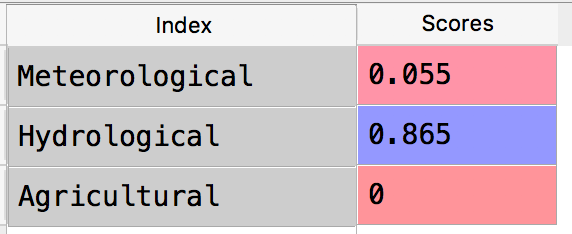 Index Scores
Meteorological 0.055
Hydrological 0.865
Agricultural 0